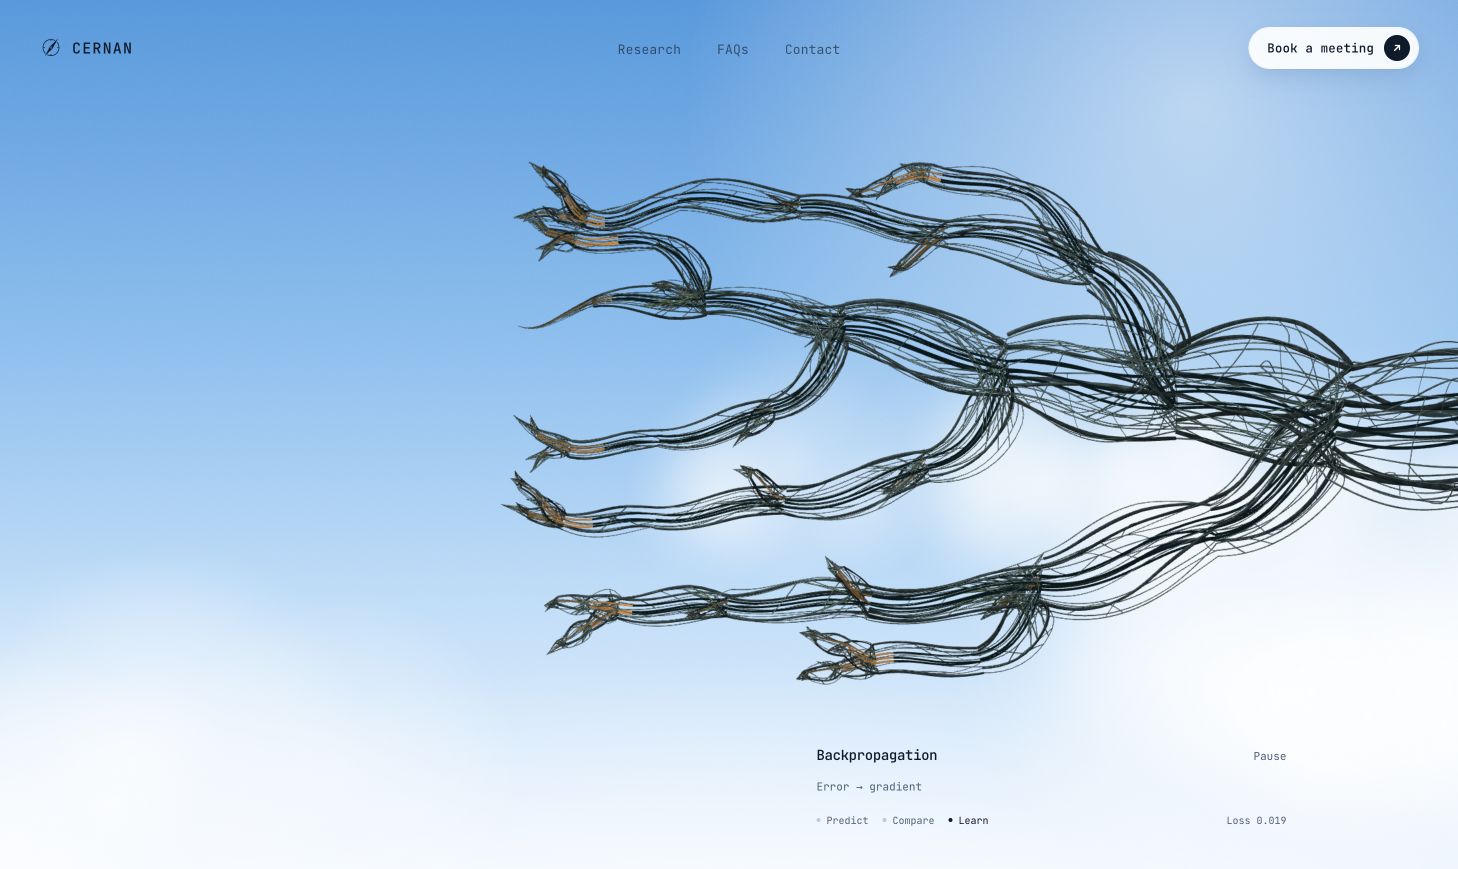 CERNAN
Research
FAQs
Contact
Book a meeting
Backpropagation
Pause
Error → gradient
Predict
Compare
Learn
Loss 0.019